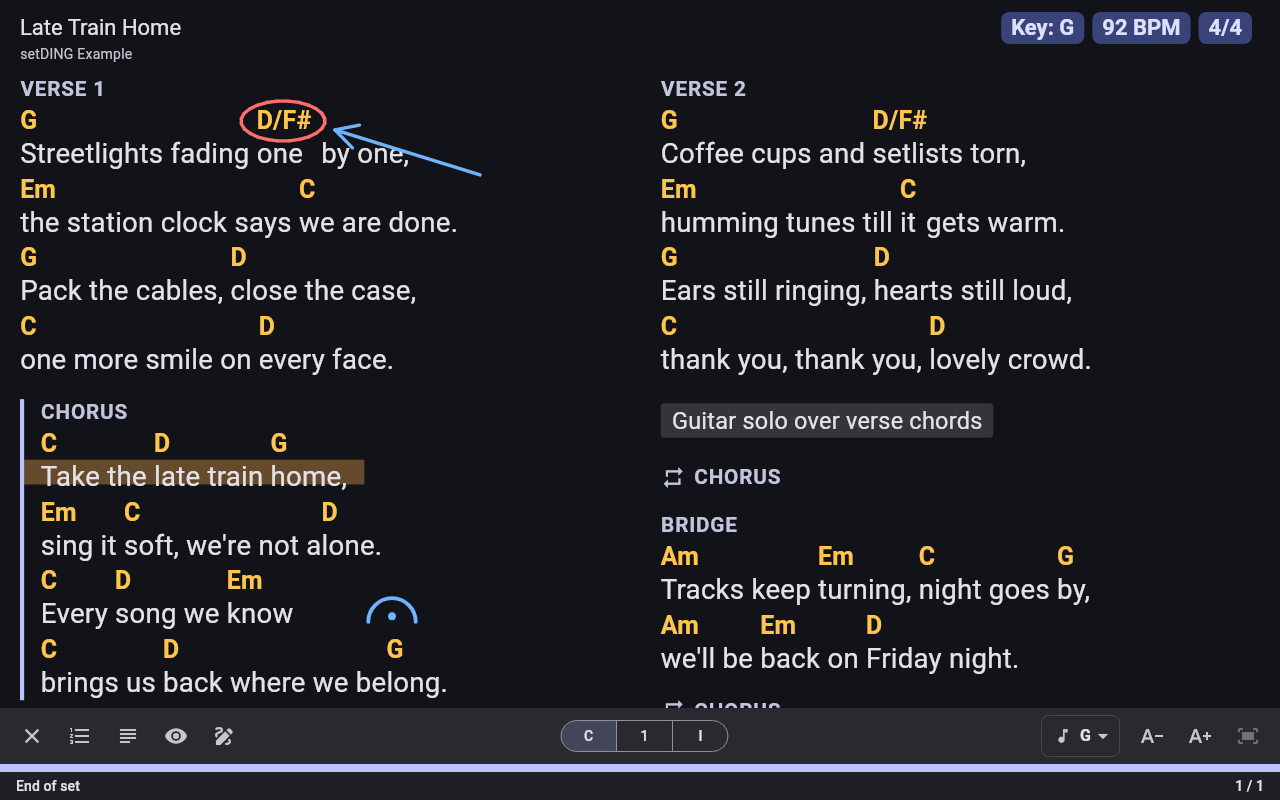 Late Train Home
setDING Example
Key: G 92 BPM 4/4
VERSE 1
G D/F#
Streetlights fading one by one,
Em C
the station clock says we are done.
G D
Pack the cables, close the case,
C D
one more smile on every face.
CHORUS
C D G
Take the late train home,
Em C D
sing it soft, we're not alone.
C D Em
Every song we know
C D G
brings us back where we belong.
VERSE 2
G D/F#
Coffee cups and setlists torn,
Em C
humming tunes till it gets warm.
G D
Ears still ringing, hearts still loud,
C D
thank you, thank you, lovely crowd.
Guitar solo over verse chords
CHORUS
BRIDGE
Am Em C G
Tracks keep turning, night goes by,
Am Em D
we'll be back on Friday night.
CHORUS
C 1 I
G A- A+
End of set 1 / 1